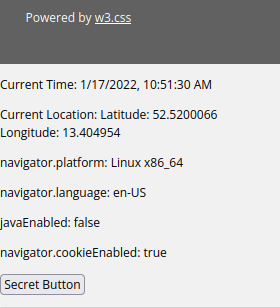 Powered by w3.css
Current Time: 1/17/2022, 10:51:30 AM
Current Location: Latitude: 52.5200066
Longitude: 13.404954
navigator.platform: Linux x86_64
navigator.language: en-US
javaEnabled: false
navigator.cookieEnabled: true
Secret Button